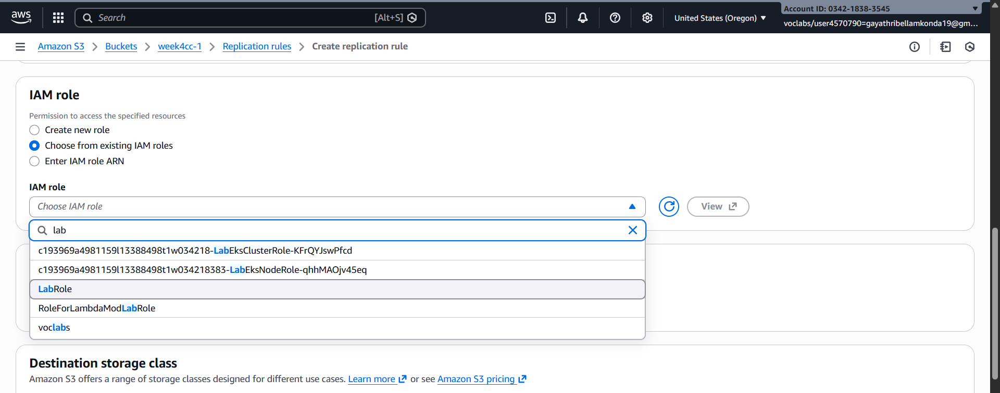 aws
Search [Alt+S]
United States (Oregon)
Account ID: 0342-1838-3545
voclabs/user4570790=gayathribellamkonda19@gm...
Amazon S3 > Buckets > week4cc-1 > Replication rules > Create replication rule
IAM role
Permission to access the specified resources
Create new role
Choose from existing IAM roles
Enter IAM role ARN
IAM role
Choose IAM role
View
lab
c193969a4981159l13388498t1w034218-LabEksClusterRole-KFrQYJswPfcd
c193969a4981159l13388498t1w034218383-LabEksNodeRole-qhhMAOjv45eq
LabRole
RoleForLambdaModLabRole
voclabs
Destination storage class
Amazon S3 offers a range of storage classes designed for different use cases. Learn more or see Amazon S3 pricing